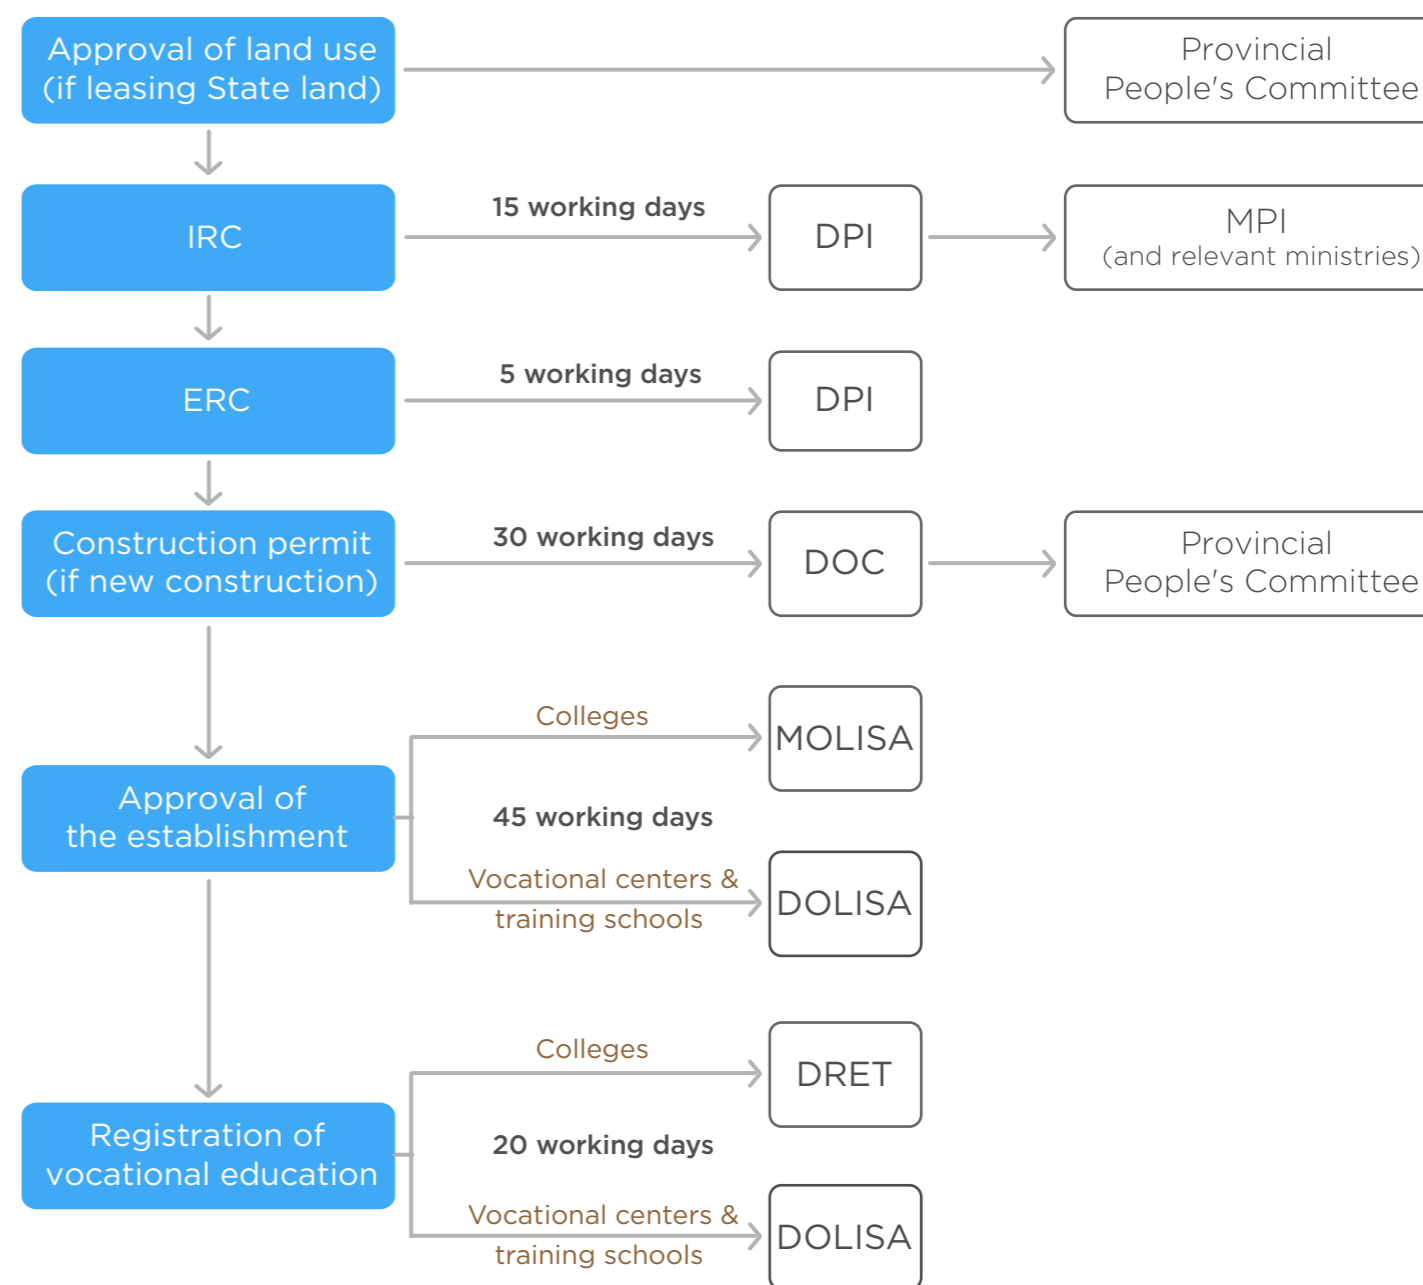 Approval of land use
(if leasing State land)
Provincial
People's Committee
IRC
15 working days
DPI
MPI
(and relevant ministries)
ERC
5 working days
DPI
Construction permit
(if new construction)
30 working days
DOC
Provincial
People's Committee
Approval of
the establishment
Colleges
MOLISA
45 working days
Vocational centers &
training schools
DOLISA
Registration of
vocational education
Colleges
DRET
20 working days
Vocational centers &
training schools
DOLISA